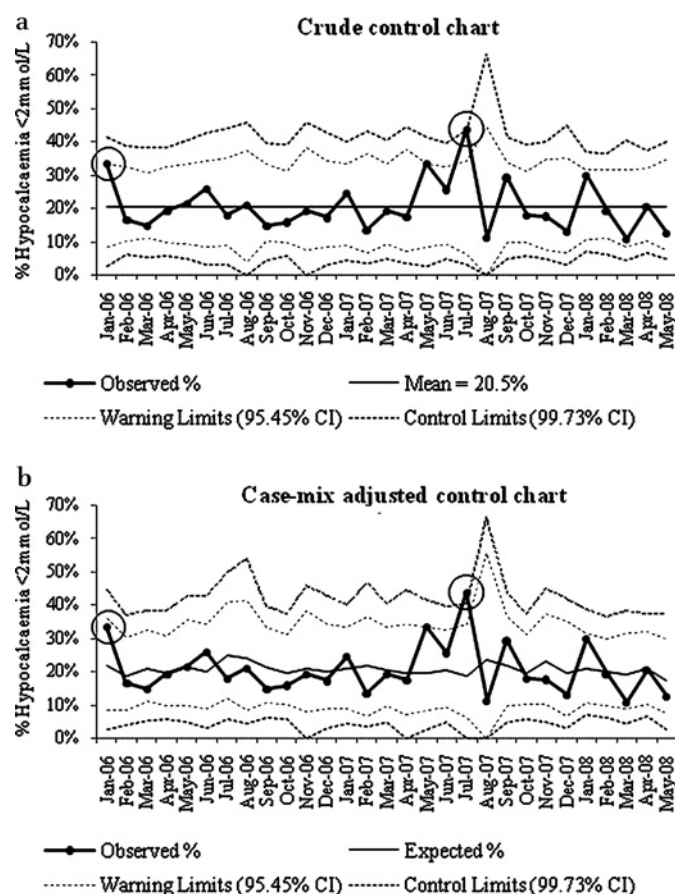 a
Crude control chart
% Hypocalcaemia <2mmol/L
70%
60%
50%
40%
30%
20%
10%
0%
Jan-06
Feb-06
Mar-06
Apr-06
May-06
Jun-06
Jul-06
Aug-06
Sep-06
Oct-06
Nov-06
Dec-06
Jan-07
Feb-07
Mar-07
Apr-07
May-07
Jun-07
Jul-07
Aug-07
Sep-07
Oct-07
Nov-07
Dec-07
Jan-08
Feb-08
Mar-08
Apr-08
May-08
Observed % Mean = 20.5%
Warning Limits (95.45% CI) Control Limits (99.73% CI)
b
Case-mix adjusted control chart
% Hypocalcaemia <2mmol/L
70%
60%
50%
40%
30%
20%
10%
0%
Jan-06
Feb-06
Mar-06
Apr-06
May-06
Jun-06
Jul-06
Aug-06
Sep-06
Oct-06
Nov-06
Dec-06
Jan-07
Feb-07
Mar-07
Apr-07
May-07
Jun-07
Jul-07
Aug-07
Sep-07
Oct-07
Nov-07
Dec-07
Jan-08
Feb-08
Mar-08
Apr-08
May-08
Observed % Expected %
Warning Limits (95.45% CI) Control Limits (99.73% CI)